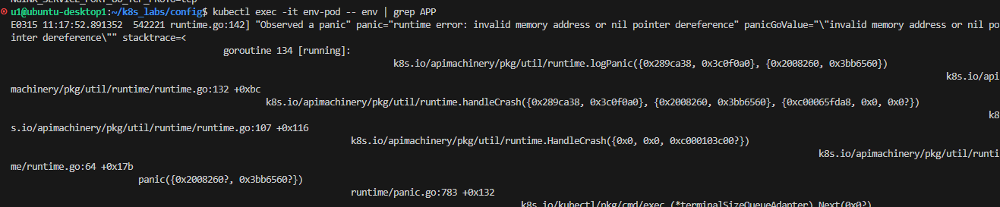 u1@ubuntu-desktop1:~/k8s_labs/config$ kubectl exec -it env-pod -- env | grep APP
E0315 11:17:52.891352 542221 runtime.go:142] "Observed a panic" panic="runtime error: invalid memory address or nil pointer dereference" panicGoValue="\"invalid memory address or nil po
inter dereference\"" stacktrace=<
goroutine 134 [running]:
k8s.io/apimachinery/pkg/util/runtime.logPanic({0x289ca38, 0x3c0f0a0}, {0x2008260, 0x3bb6560})
k8s.io/api
machinery/pkg/util/runtime/runtime.go:132 +0xbc
k8s.io/apimachinery/pkg/util/runtime.handleCrash({0x289ca38, 0x3c0f0a0}, {0x2008260, 0x3bb6560}, {0xc00065fda8, 0x0, 0x0?})
k8
s.io/apimachinery/pkg/util/runtime/runtime.go:107 +0x116
k8s.io/apimachinery/pkg/util/runtime.HandleCrash({0x0, 0x0, 0xc000103c00?})
k8s.io/apimachinery/pkg/util/runti
me/runtime.go:64 +0x17b
panic({0x2008260?, 0x3bb6560?})
runtime/panic.go:783 +0x132
k8s.io/kubectl/pkg/cmd/exec.(*terminalSizeQueueAdapter).Next(0x0?)